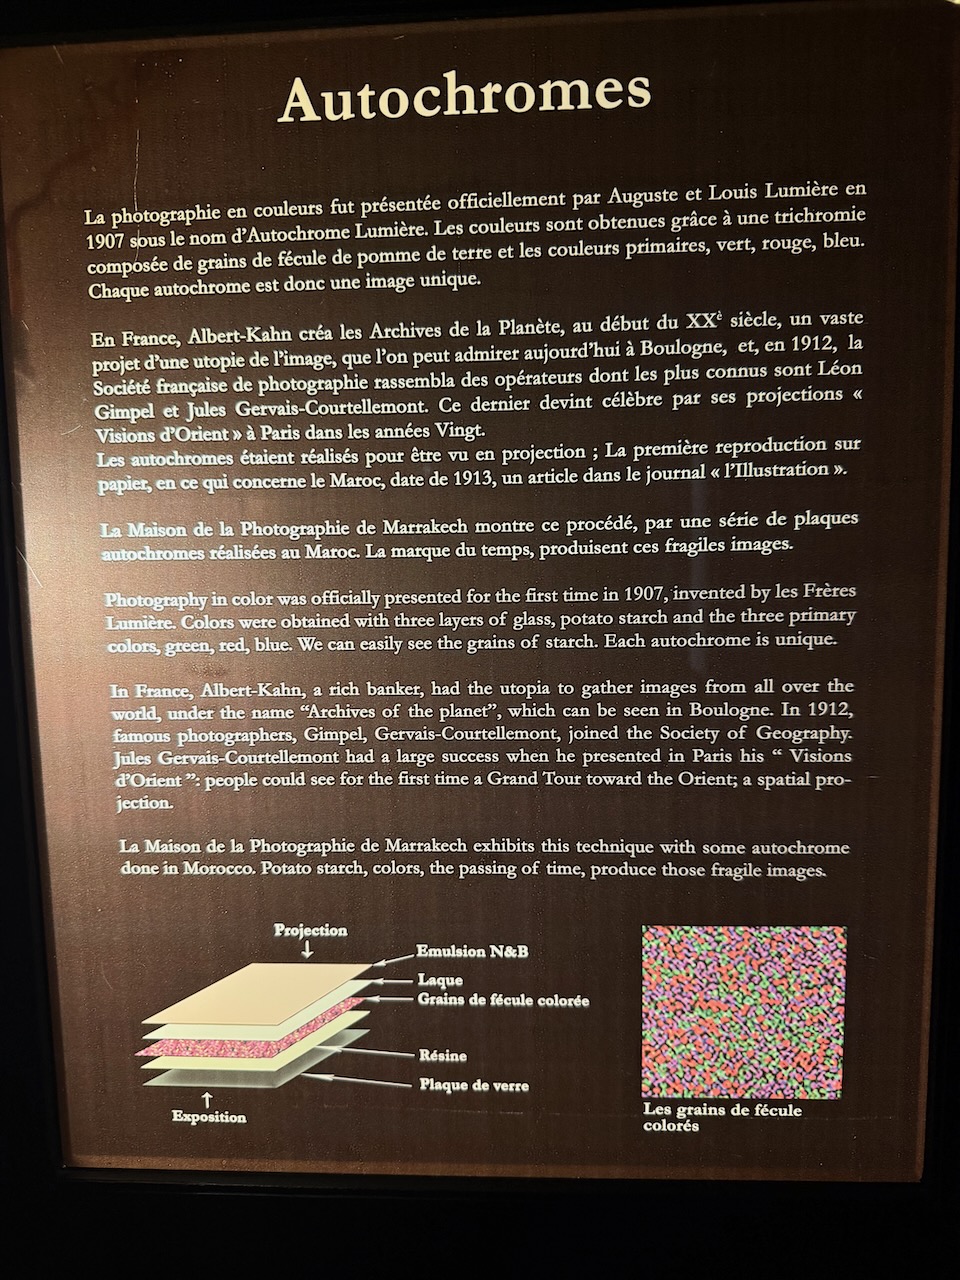 Autochromes
La photographie en couleurs fut présentée officiellement par Auguste et Louis Lumière en
1907 sous le nom d'Autochrome Lumière. Les couleurs sont obtenues grâce à une trichromie
composée de grains de fécule de pomme de terre et les couleurs primaires, vert, rouge, bleu.
Chaque autochrome est donc une image unique.
En France, Albert-Kahn créa les Archives de la Planète, au début du XXè siècle, un vaste
projet d'une utopie de l'image, que l'on peut admirer aujourd'hui à Boulogne, et, en 1912, la
Société française de photographie rassembla des opérateurs dont les plus connus sont Léon
Gimpel et Jules Gervais-Courtellemont. Ce dernier devint célèbre par ses projections «
Visions d'Orient » à Paris dans les années Vingt.
Les autochromes étaient réalisés pour être vu en projection ; La première reproduction sur
papier, en ce qui concerne le Maroc, date de 1913, un article dans le journal « l'Illustration ».
La Maison de la Photographie de Marrakech montre ce procédé, par une série de plaques
autochromes réalisées au Maroc. La marque du temps, produisent ces fragiles images.
Photography in color was officially presented for the first time in 1907, invented by les Frères
Lumière. Colors were obtained with three layers of glass, potato starch and the three primary
colors, green, red, blue. We can easily see the grains of starch. Each autochrome is unique.
In France, Albert-Kahn, a rich banker, had the utopia to gather images from all over the
world, under the name "Archives of the planet", which can be seen in Boulogne. In 1912,
famous photographers, Gimpel, Gervais-Courtellemont, joined the Society of Geography.
Jules Gervais-Courtellemont had a large success when he presented in Paris his " Visions
d'Orient ": people could see for the first time a Grand Tour toward the Orient; a spatial pro-
jection.
La Maison de la Photographie de Marrakech exhibits this technique with some autochrome
done in Morocco. Potato starch, colors, the passing of time, produce those fragile images.
Projection
Emulsion N&B
Laque
Grains de fécule colorée
Résine
Plaque de verre
Exposition
Les grains de fécule
colorés